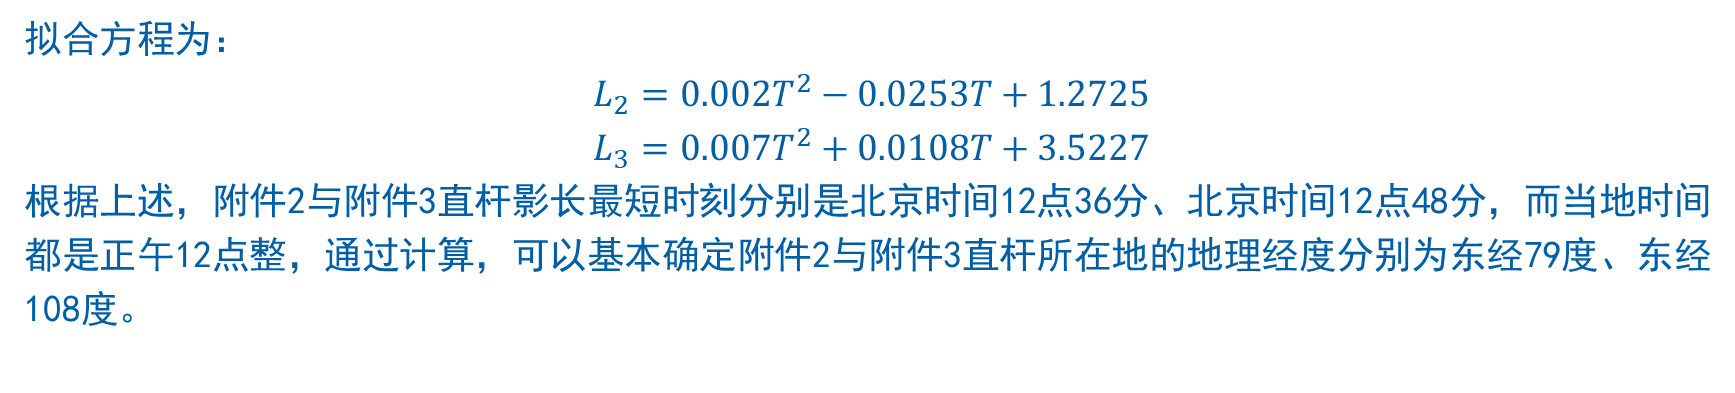 拟合方程为：
L₂ = 0.002T² − 0.0253T + 1.2725
L₃ = 0.007T² + 0.0108T + 3.5227
根据上述，附件2与附件3直杆影长最短时刻分别是北京时间12点36分、北京时间12点48分，而当地时间
都是正午12点整，通过计算，可以基本确定附件2与附件3直杆所在地的地理经度分别为东经79度、东经
108度。